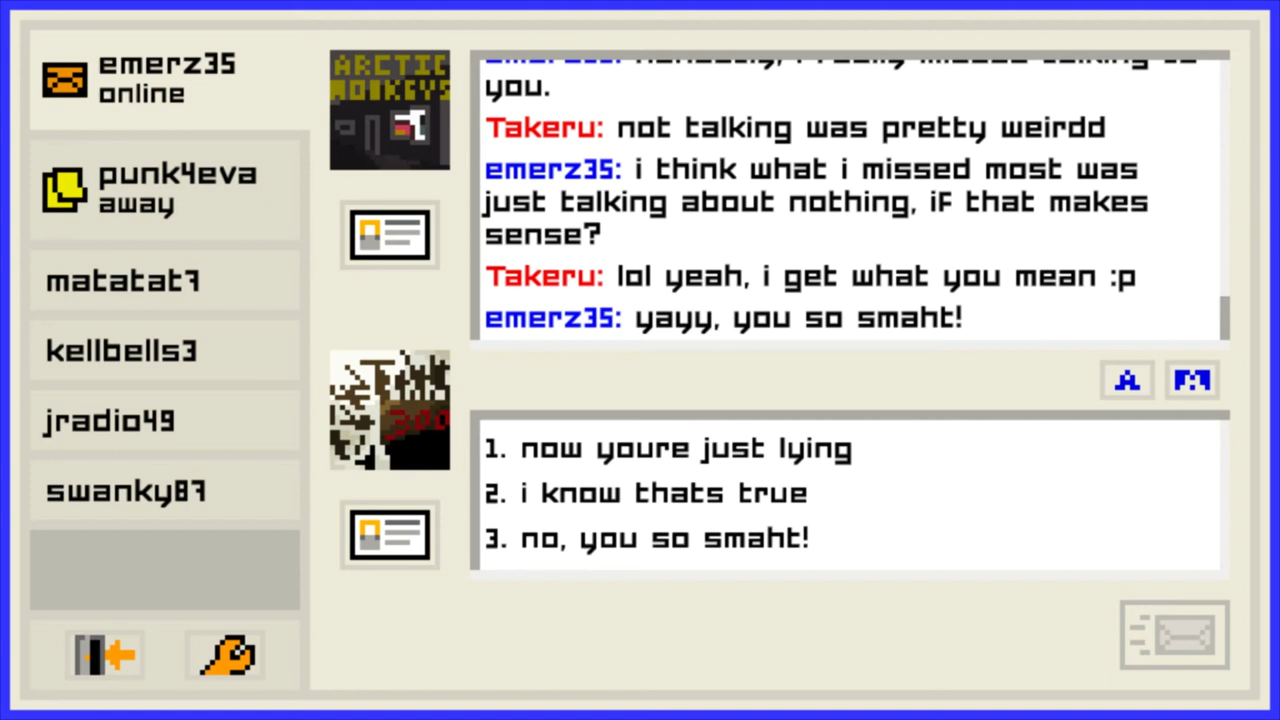 emerz35
online
punk4eva
away
matatat7
kellbells3
jradio49
swanky87
ARCTIC
MONKEYS
you.
Takeru: not talking was pretty weirdd
emerz35: i think what i missed most was
just talking about nothing, if that makes
sense?
Takeru: lol yeah, i get what you mean :p
emerz35: yayy, you so smaht!
300
A
1. now youre just lying
2. i know thats true
3. no, you so smaht!